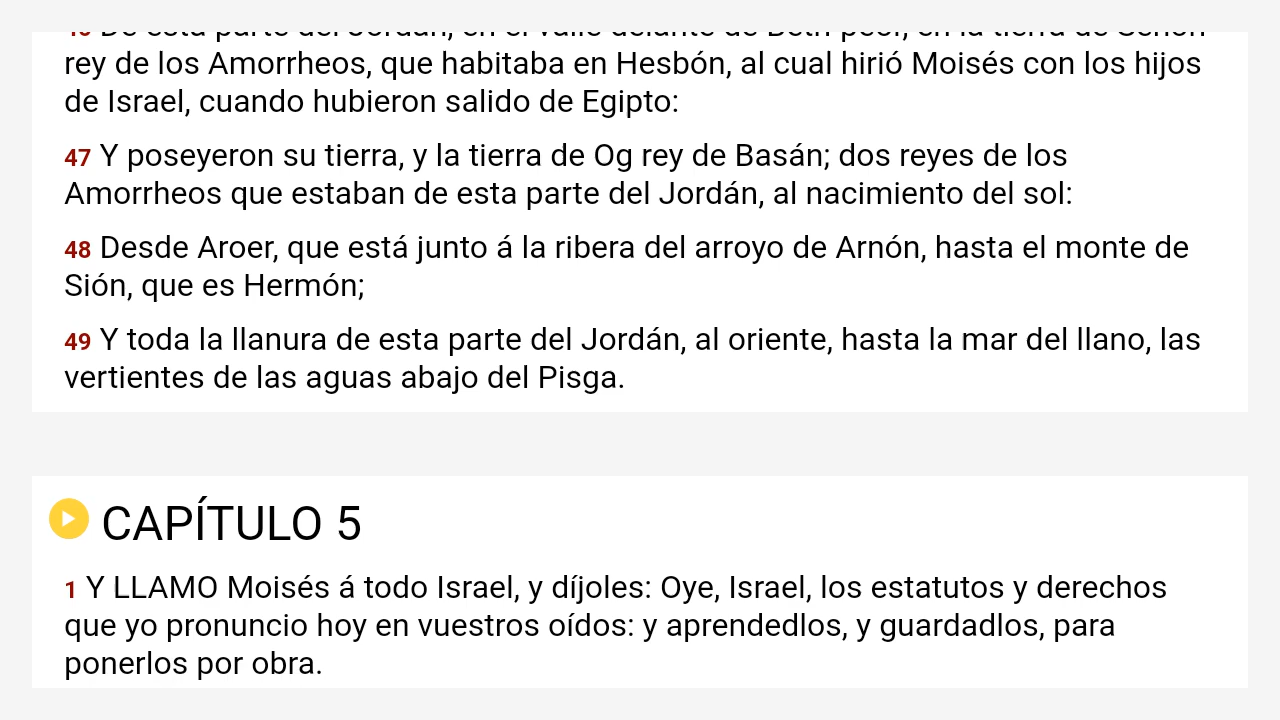 rey de los Amorrheos, que habitaba en Hesbón, al cual hirió Moisés con los hijos
de Israel, cuando hubieron salido de Egipto:
47 Y poseyeron su tierra, y la tierra de Og rey de Basán; dos reyes de los
Amorrheos que estaban de esta parte del Jordán, al nacimiento del sol:
48 Desde Aroer, que está junto á la ribera del arroyo de Arnón, hasta el monte de
Sión, que es Hermón;
49 Y toda la llanura de esta parte del Jordán, al oriente, hasta la mar del llano, las
vertientes de las aguas abajo del Pisga.
CAPÍTULO 5
1 Y LLAMO Moisés á todo Israel, y díjoles: Oye, Israel, los estatutos y derechos
que yo pronuncio hoy en vuestros oídos: y aprendedlos, y guardadlos, para
ponerlos por obra.